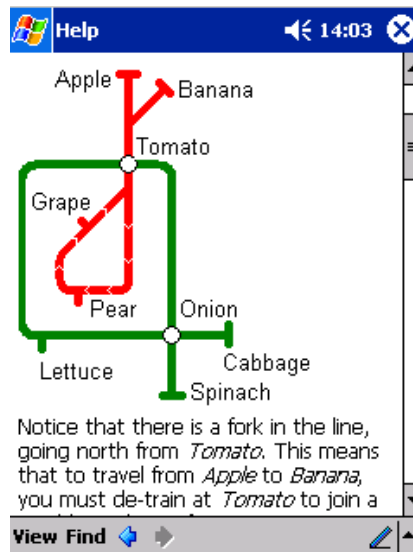 Help 14:03
Apple
Banana
Tomato
Grape
Pear
Onion
Lettuce
Cabbage
Spinach
Notice that there is a fork in the line,
going north from Tomato. This means
that to travel from Apple to Banana,
you must de-train at Tomato to join a
View Find